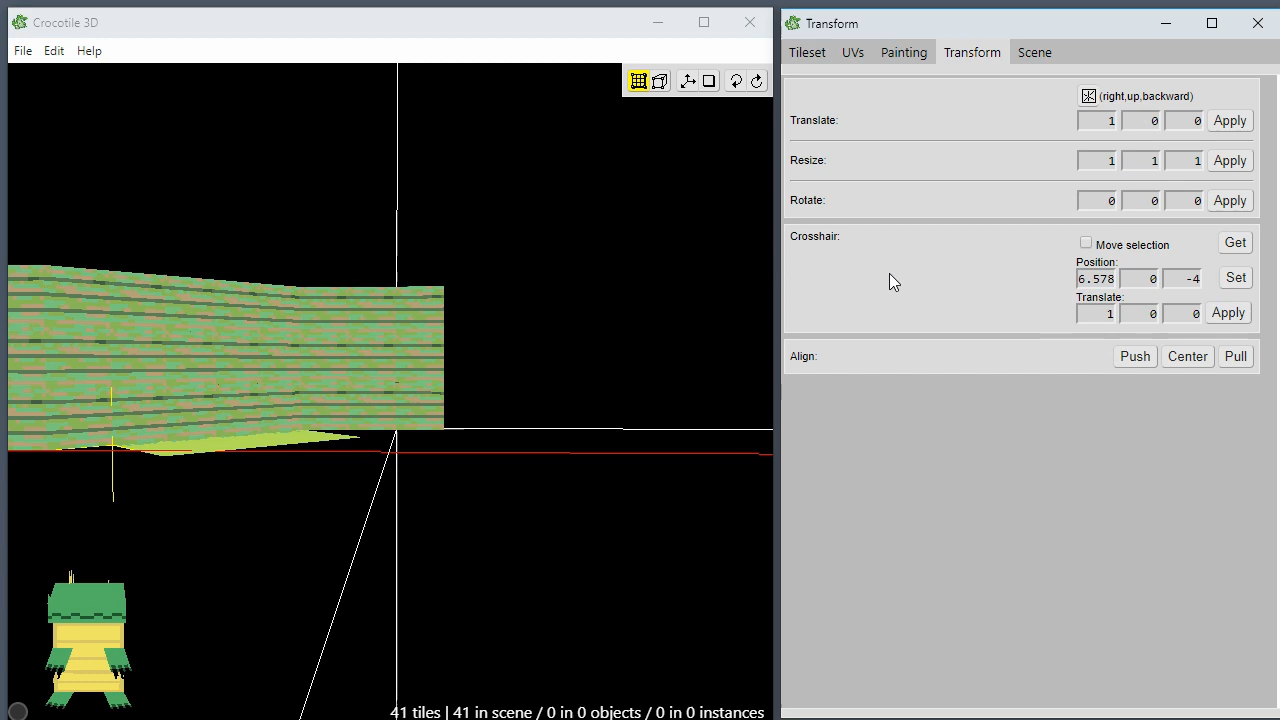 Crocotile 3D
File Edit Help
41 tiles | 41 in scene / 0 in 0 objects / 0 in 0 instances
Transform
Tileset UVs Painting Transform Scene
(right,up,backward)
Translate: 1 0 0 Apply
Resize: 1 1 1 Apply
Rotate: 0 0 0 Apply
Crosshair: Move selection Get
Position:
6.578 0 -4 Set
Translate:
1 0 0 Apply
Align: Push Center Pull